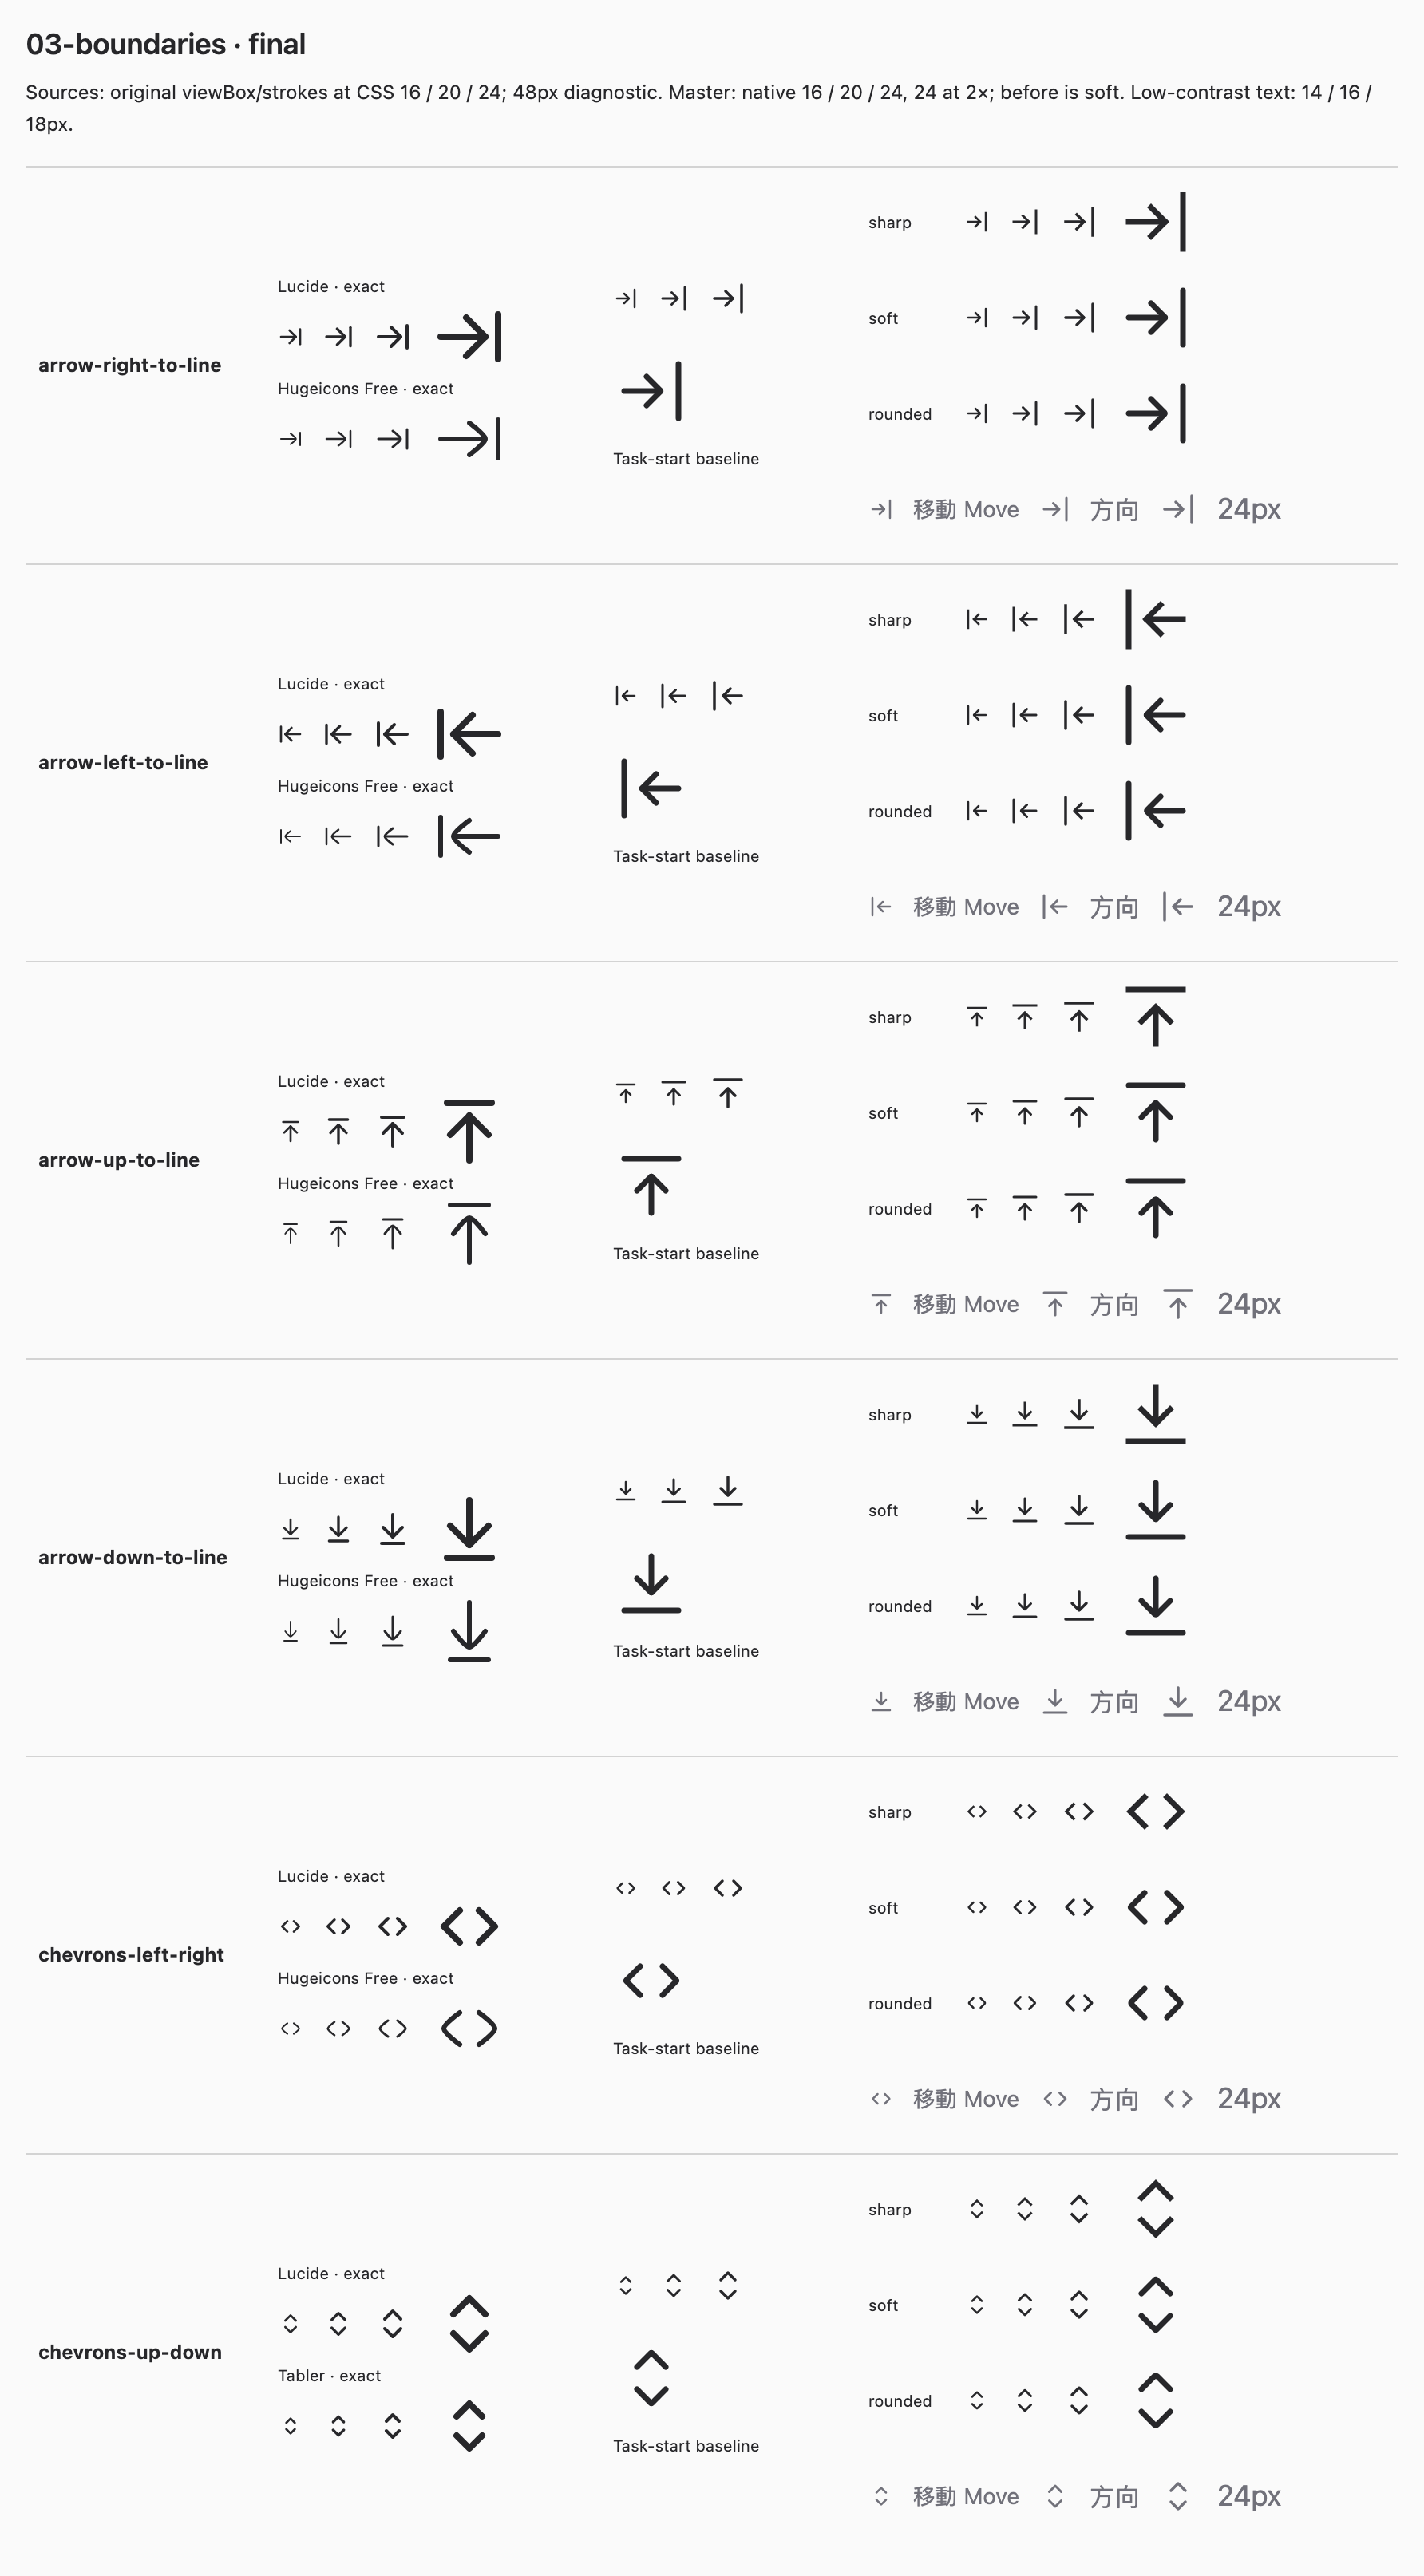 03-boundaries · final
Sources: original viewBox/strokes at CSS 16 / 20 / 24; 48px diagnostic. Master: native 16 / 20 / 24, 24 at 2×; before is soft. Low-contrast text: 14 / 16 /
18px.
arrow-right-to-line
Lucide · exact
Hugeicons Free · exact
Task-start baseline
sharp
soft
rounded
移動 Move 方向 24px
arrow-left-to-line
Lucide · exact
Hugeicons Free · exact
Task-start baseline
sharp
soft
rounded
移動 Move 方向 24px
arrow-up-to-line
Lucide · exact
Hugeicons Free · exact
Task-start baseline
sharp
soft
rounded
移動 Move 方向 24px
arrow-down-to-line
Lucide · exact
Hugeicons Free · exact
Task-start baseline
sharp
soft
rounded
移動 Move 方向 24px
chevrons-left-right
Lucide · exact
Hugeicons Free · exact
Task-start baseline
sharp
soft
rounded
移動 Move 方向 24px
chevrons-up-down
Lucide · exact
Tabler · exact
Task-start baseline
sharp
soft
rounded
移動 Move 方向 24px